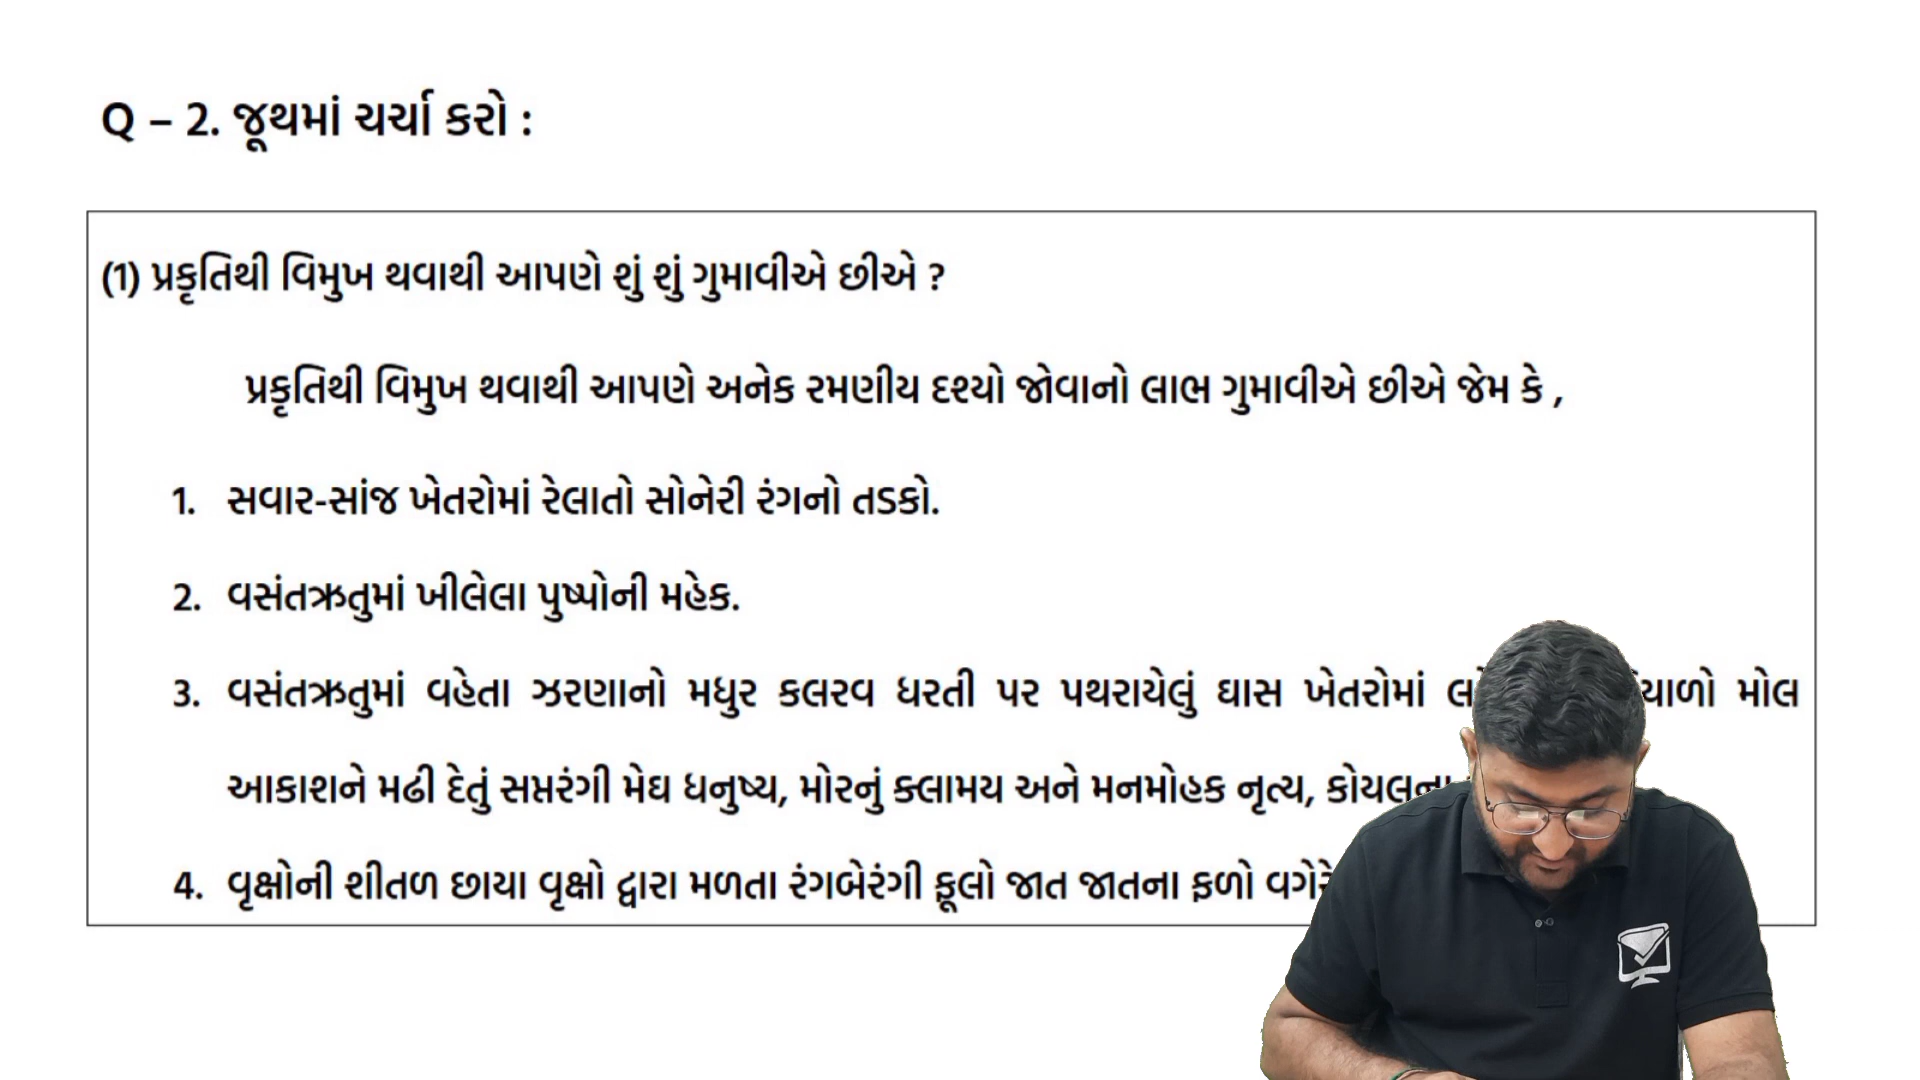 Q – 2. જૂથમાં ચર્ચા કરો :
(1) પ્રકૃતિથી વિમુખ થવાથી આપણે શું શું ગુમાવીએ છીએ ?
પ્રકૃતિથી વિમુખ થવાથી આપણે અનેક રમણીય દશ્યો જોવાનો લાભ ગુમાવીએ છીએ જેમ કે ,
1. સવાર-સાંજ ખેતરોમાં રેલાતો સોનેરી રંગનો તડકો.
2. વસંતઋતુમાં ખીલેલા પુષ્પોની મહેક.
3. વસંતઋતુમાં વહેતા ઝરણાનો મધુર કલરવ ધરતી પર પથરાયેલું ઘાસ ખેતરોમાં મોલ
આકાશને મઢી દેતું સપ્તરંગી મેઘ ધનુષ્ય, મોરનું ક્લામય અને મનમોહક નૃત્ય,
4. વૃક્ષોની શીતળ છાયા વૃક્ષો દ્વારા મળતા રંગબેરંગી ફૂલો જાત જાતના ફળો